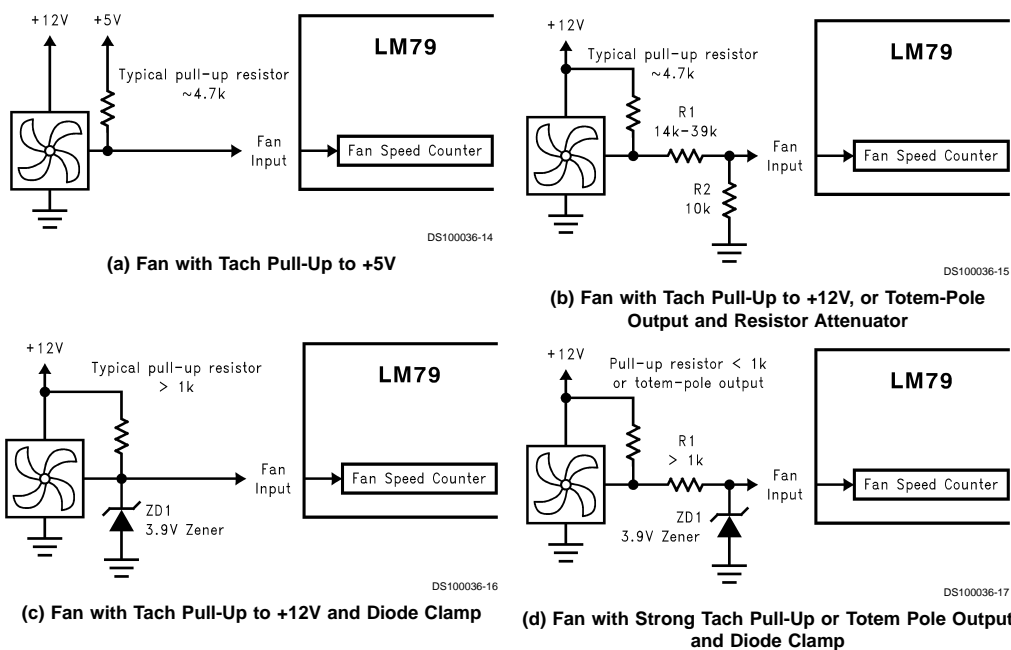 +12V +5V
LM79
Typical pull-up resistor
~4.7k
Fan
Input
Fan Speed Counter
DS100036-14
(a) Fan with Tach Pull-Up to +5V
+12V
LM79
Typical pull-up resistor
~4.7k
R1
14k-39k
Fan
Input
Fan Speed Counter
R2
10k
DS100036-15
(b) Fan with Tach Pull-Up to +12V, or Totem-Pole
Output and Resistor Attenuator
+12V
LM79
Typical pull-up resistor
> 1k
Fan
Input
Fan Speed Counter
ZD1
3.9V Zener
DS100036-16
(c) Fan with Tach Pull-Up to +12V and Diode Clamp
+12V
LM79
Pull-up resistor < 1k
or totem-pole output
R1
> 1k
Fan
Input
Fan Speed Counter
ZD1
3.9V Zener
DS100036-17
(d) Fan with Strong Tach Pull-Up or Totem Pole Output
and Diode Clamp